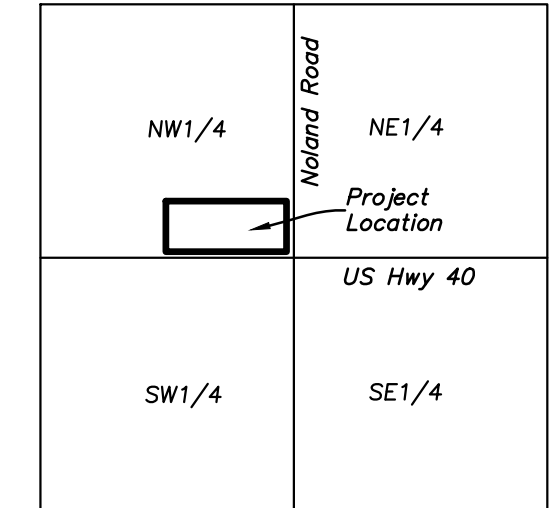 Noland Road
NW1/4
NE1/4
Project
Location
US Hwy 40
SW1/4
SE1/4